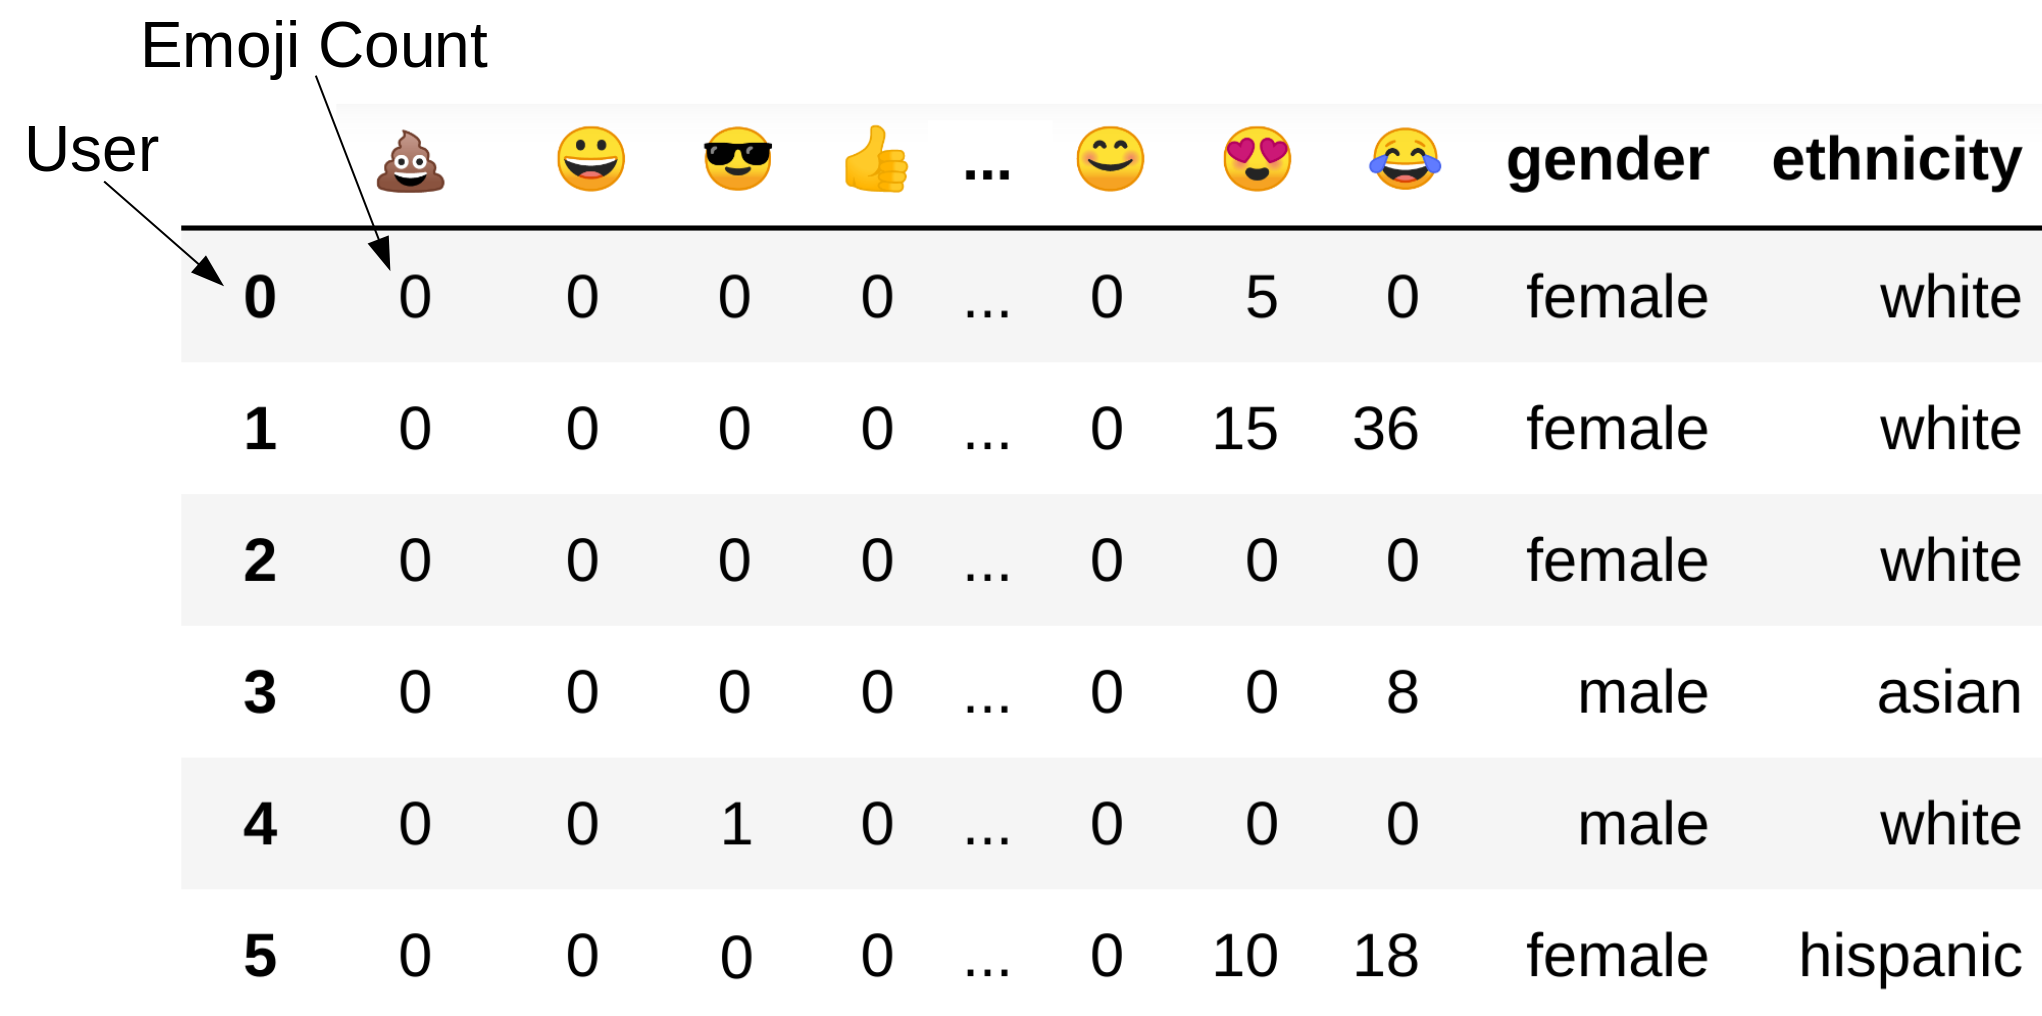 Emoji Count
User
💩 😀 😎 👍 ... 😊 😍 😂 gender ethnicity
0 0 0 0 0 ... 0 5 0 female white
1 0 0 0 0 ... 0 15 36 female white
2 0 0 0 0 ... 0 0 0 female white
3 0 0 0 0 ... 0 0 8 male asian
4 0 0 1 0 ... 0 0 0 male white
5 0 0 0 0 ... 0 10 18 female hispanic